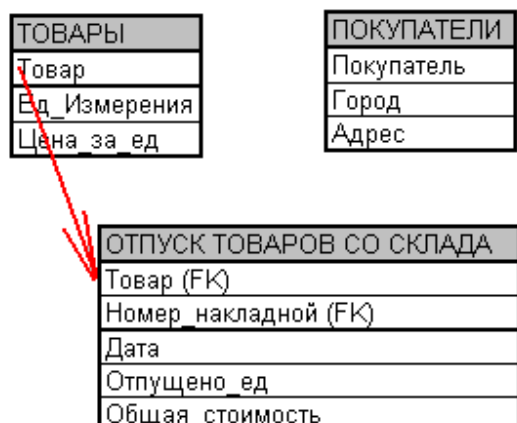 ТОВАРЫ
Товар
Ед_Измерения
Цена_за_ед
ПОКУПАТЕЛИ
Покупатель
Город
Адрес
ОТПУСК ТОВАРОВ СО СКЛАДА
Товар (FK)
Номер_накладной (FK)
Дата
Отпущено_ед
Общая_стоимость